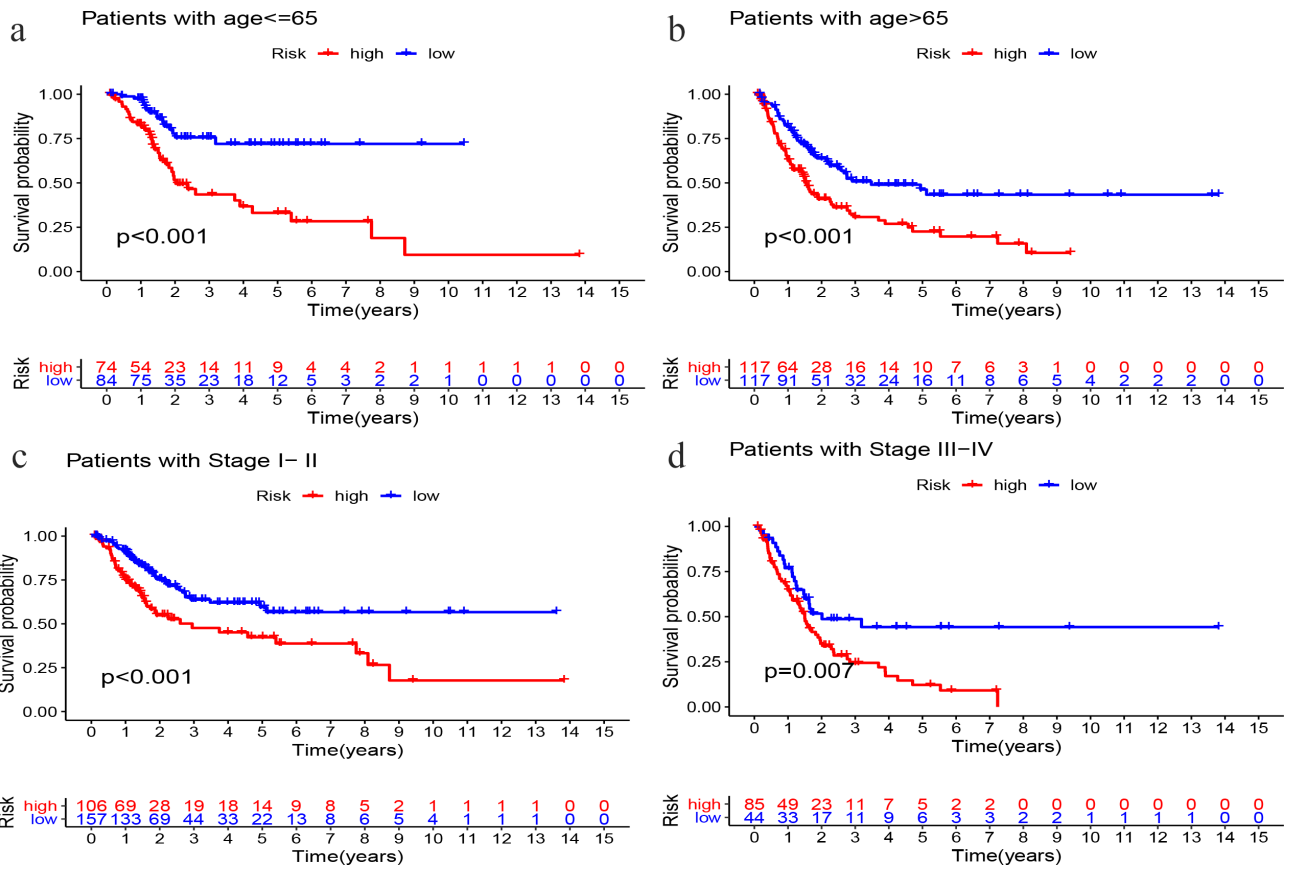 a
Patients with age<=65
Risk high low
Survival probability
1.00
0.75
0.50
0.25
0.00
p<0.001
0 1 2 3 4 5 6 7 8 9 10 11 12 13 14 15
Time(years)
Risk
high 74 54 23 14 11 9 4 4 2 1 1 1 1 1 0 0
low 84 75 35 23 18 12 5 3 2 2 1 0 0 0 0 0
0 1 2 3 4 5 6 7 8 9 10 11 12 13 14 15
Time(years)
b
Patients with age>65
Risk high low
Survival probability
1.00
0.75
0.50
0.25
0.00
p<0.001
0 1 2 3 4 5 6 7 8 9 10 11 12 13 14 15
Time(years)
Risk
high 117 64 28 16 14 10 7 6 3 1 0 0 0 0 0 0
low 117 91 51 32 24 16 11 8 6 5 4 2 2 2 0 0
0 1 2 3 4 5 6 7 8 9 10 11 12 13 14 15
Time(years)
c
Patients with Stage I− II
Risk high low
Survival probability
1.00
0.75
0.50
0.25
0.00
p<0.001
0 1 2 3 4 5 6 7 8 9 10 11 12 13 14 15
Time(years)
Risk
high 106 69 28 19 18 14 9 8 5 2 1 1 1 1 0 0
low 157 133 69 44 33 22 13 8 6 5 4 1 1 1 0 0
0 1 2 3 4 5 6 7 8 9 10 11 12 13 14 15
Time(years)
d
Patients with Stage III−IV
Risk high low
Survival probability
1.00
0.75
0.50
0.25
0.00
p=0.007
0 1 2 3 4 5 6 7 8 9 10 11 12 13 14 15
Time(years)
Risk
high 85 49 23 11 7 5 2 2 0 0 0 0 0 0 0 0
low 44 33 17 11 9 6 3 3 2 2 1 1 1 1 0 0
0 1 2 3 4 5 6 7 8 9 10 11 12 13 14 15
Time(years)